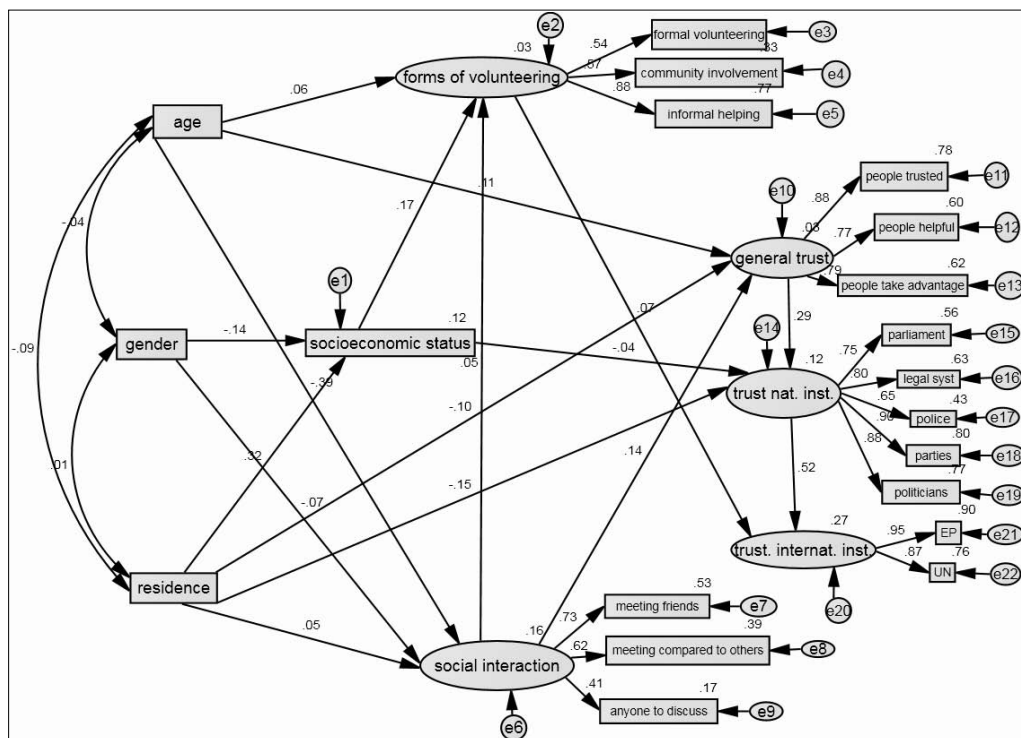 e2
e3
.54
formal volunteering
.33
.03
forms of volunteering
.57
community involvement
e4
.77
.88
informal helping
e5
.06
age
.11
.78
people trusted
e11
e10
.88
.60
.03
.77
people helpful
e12
-.04
.17
general trust
.79
.62
people take advantage
e13
e1
.07
.29
.56
e14
parliament
e15
-.14
.12
-.04
.12
.75
.63
gender
socioeconomic status
.80
legal syst
e16
-.09
.05
-.39
trust nat. inst.
.65
.43
police
e17
.90
.80
-.10
.88
parties
e18
.01
.32
.14
.77
politicians
e19
-.07
-.15
.52
.90
.27
.95
EP
e21
trust. internat. inst.
.87
.76
UN
e22
residence
e20
.53
meeting friends
e7
.05
.16
.73
.39
social interaction
.62
meeting compared to others
e8
.41
.17
anyone to discuss
e9
e6